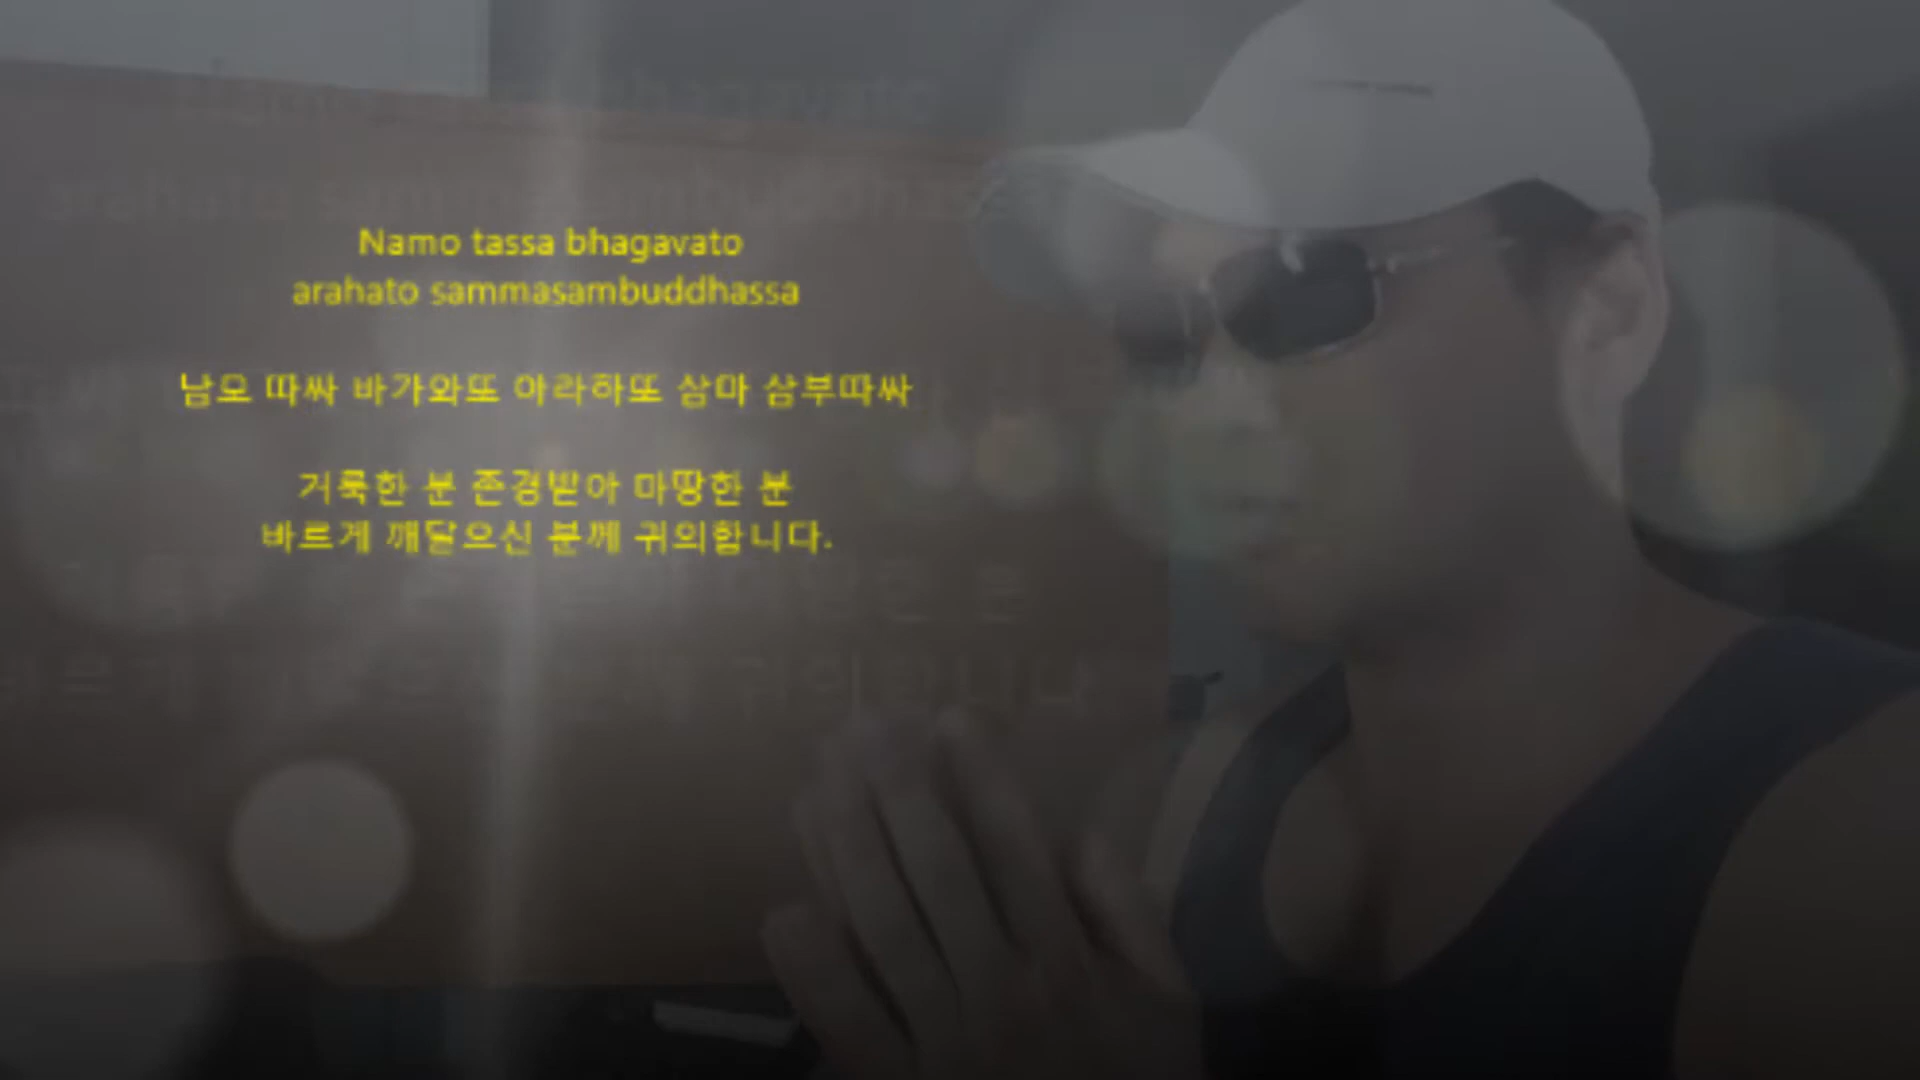 Namo tassa bhagavato
arahato sammasambuddhassa
남모 따싸 바가와또 아라하또 삼마 삼부따싸
거룩한 분 존경받아 마땅한 분
바르게 깨달으신 분께 귀의합니다.